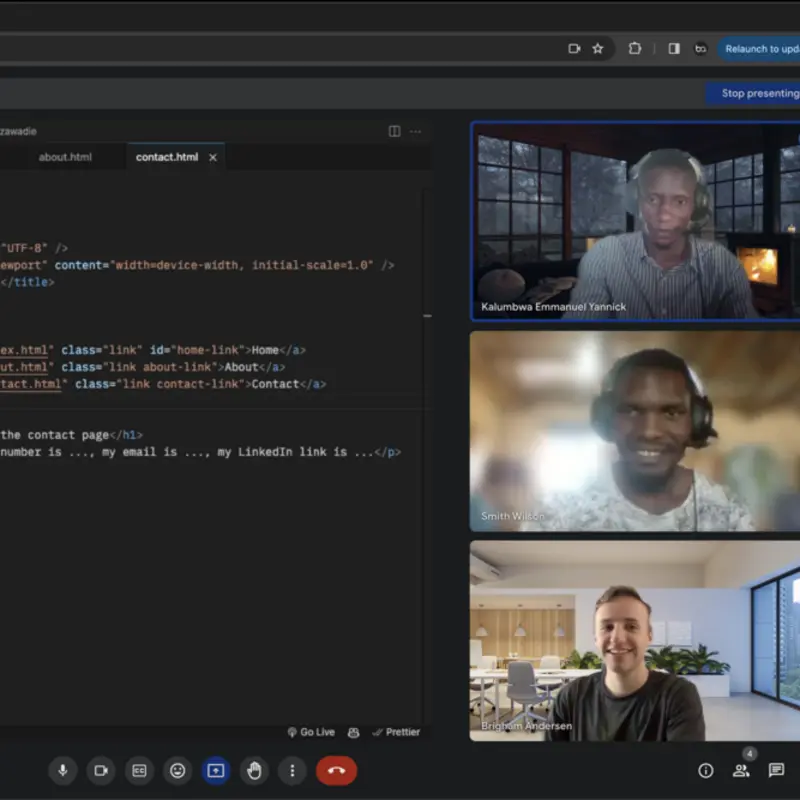 Relaunch to upda
Stop presenting
zawadie
about.html
contact.html
"UTF-8" />
ewport" content="width=device-width, initial-scale=1.0" />
</title>
ex.html" class="link" id="home-link">Home</a>
ut.html" class="link about-link">About</a>
tact.html" class="link contact-link">Contact</a>
the contact page</h1>
number is ..., my email is ..., my LinkedIn link is ...</p>
Go Live
Prettier
Kalumbwa Emmanuel Yannick
Smith Wilson
Brigham Andersen
CC
4